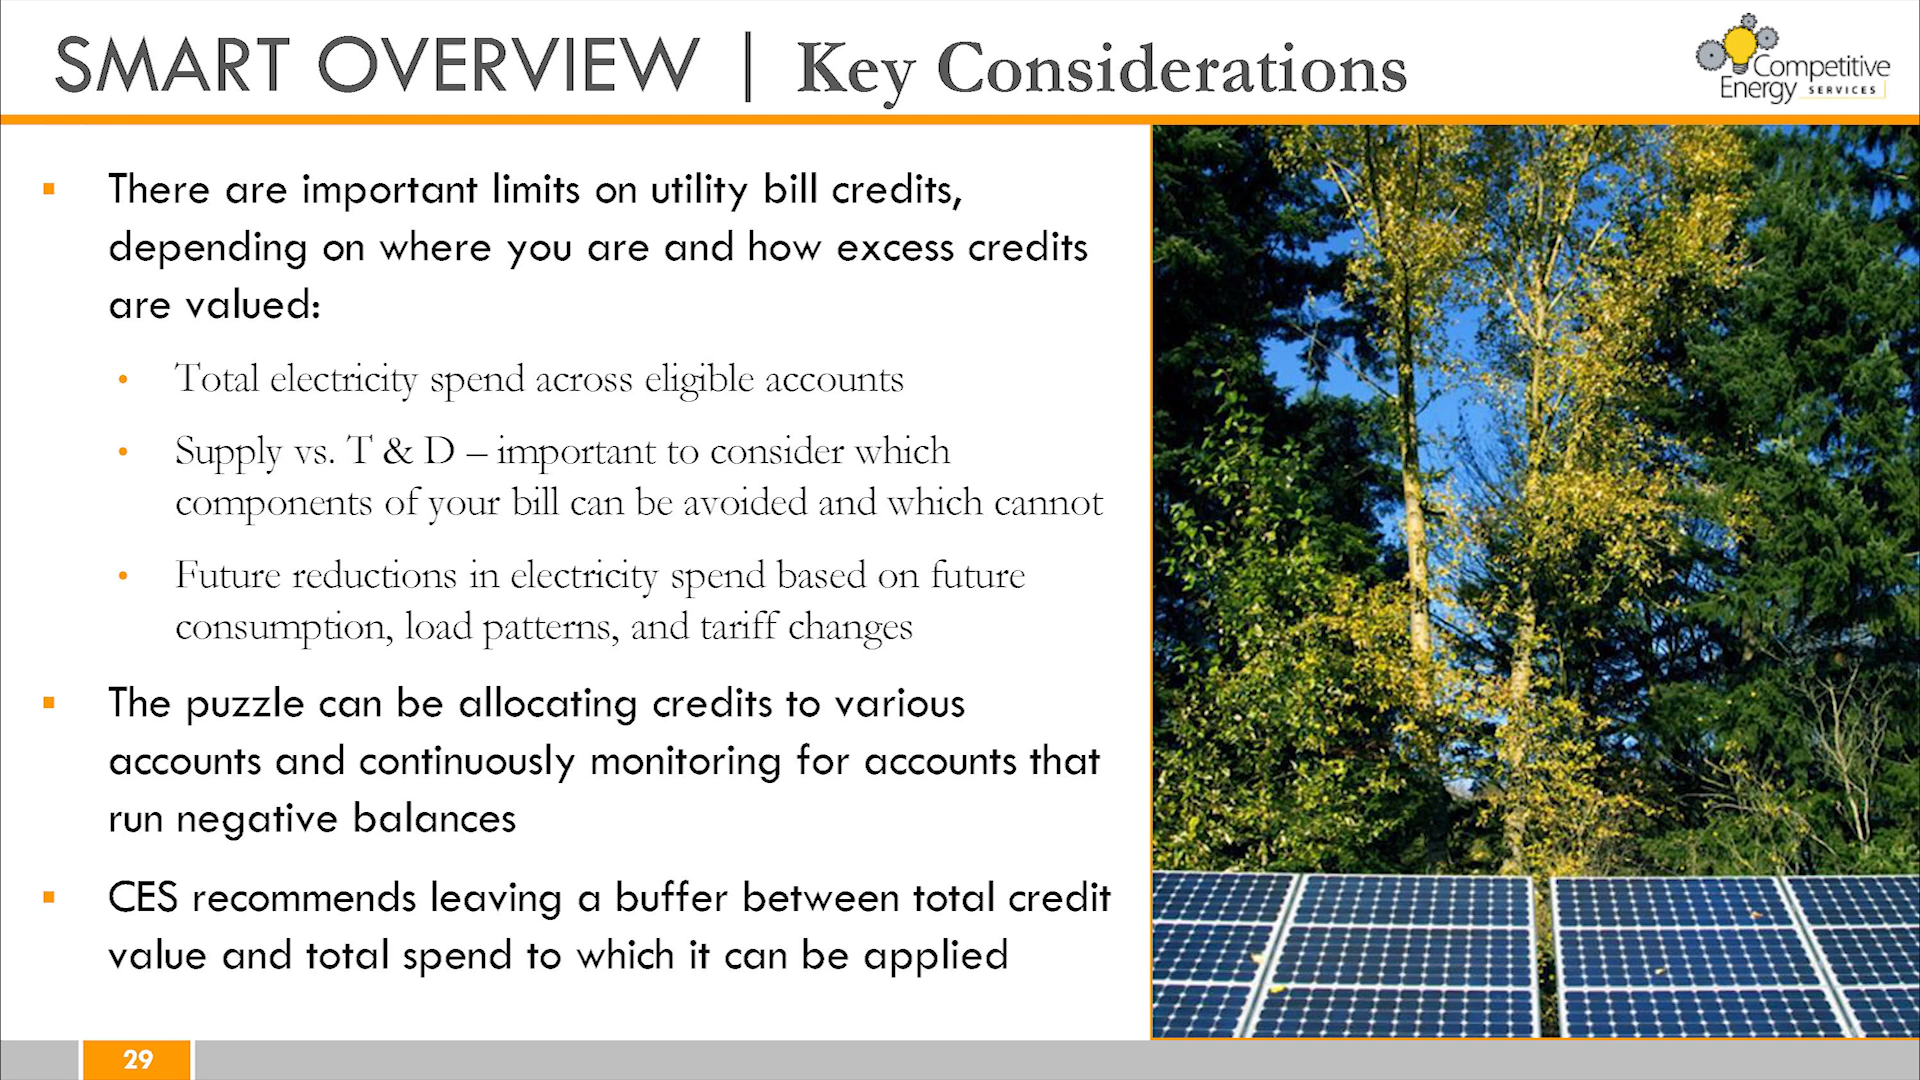 SMART OVERVIEW | Key Considerations
Competitive
Energy SERVICES
There are important limits on utility bill credits,
depending on where you are and how excess credits
are valued:
Total electricity spend across eligible accounts
Supply vs. T & D – important to consider which
components of your bill can be avoided and which cannot
Future reductions in electricity spend based on future
consumption, load patterns, and tariff changes
The puzzle can be allocating credits to various
accounts and continuously monitoring for accounts that
run negative balances
CES recommends leaving a buffer between total credit
value and total spend to which it can be applied
29